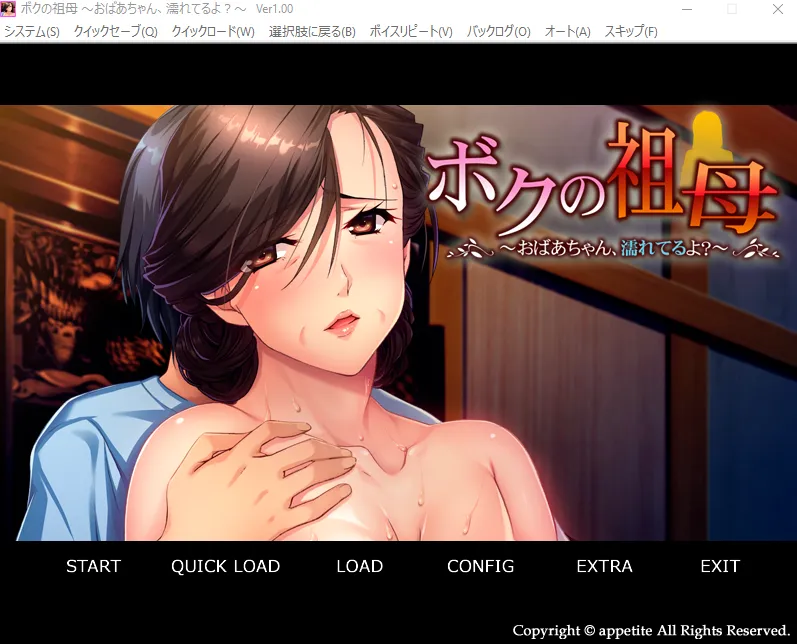 ボクの祖母 ~おばあちゃん、濡れてるよ？~ Ver1.00
システム(S) クイックセーブ(Q) クイックロード(W) 選択肢に戻る(B) ボイスリピート(V) バックログ(O) オート(A) スキップ(F)
ボクの祖母
~おばあちゃん、濡れてるよ?~
START QUICK LOAD LOAD CONFIG EXTRA EXIT
Copyright © appetite All Rights Reserved.